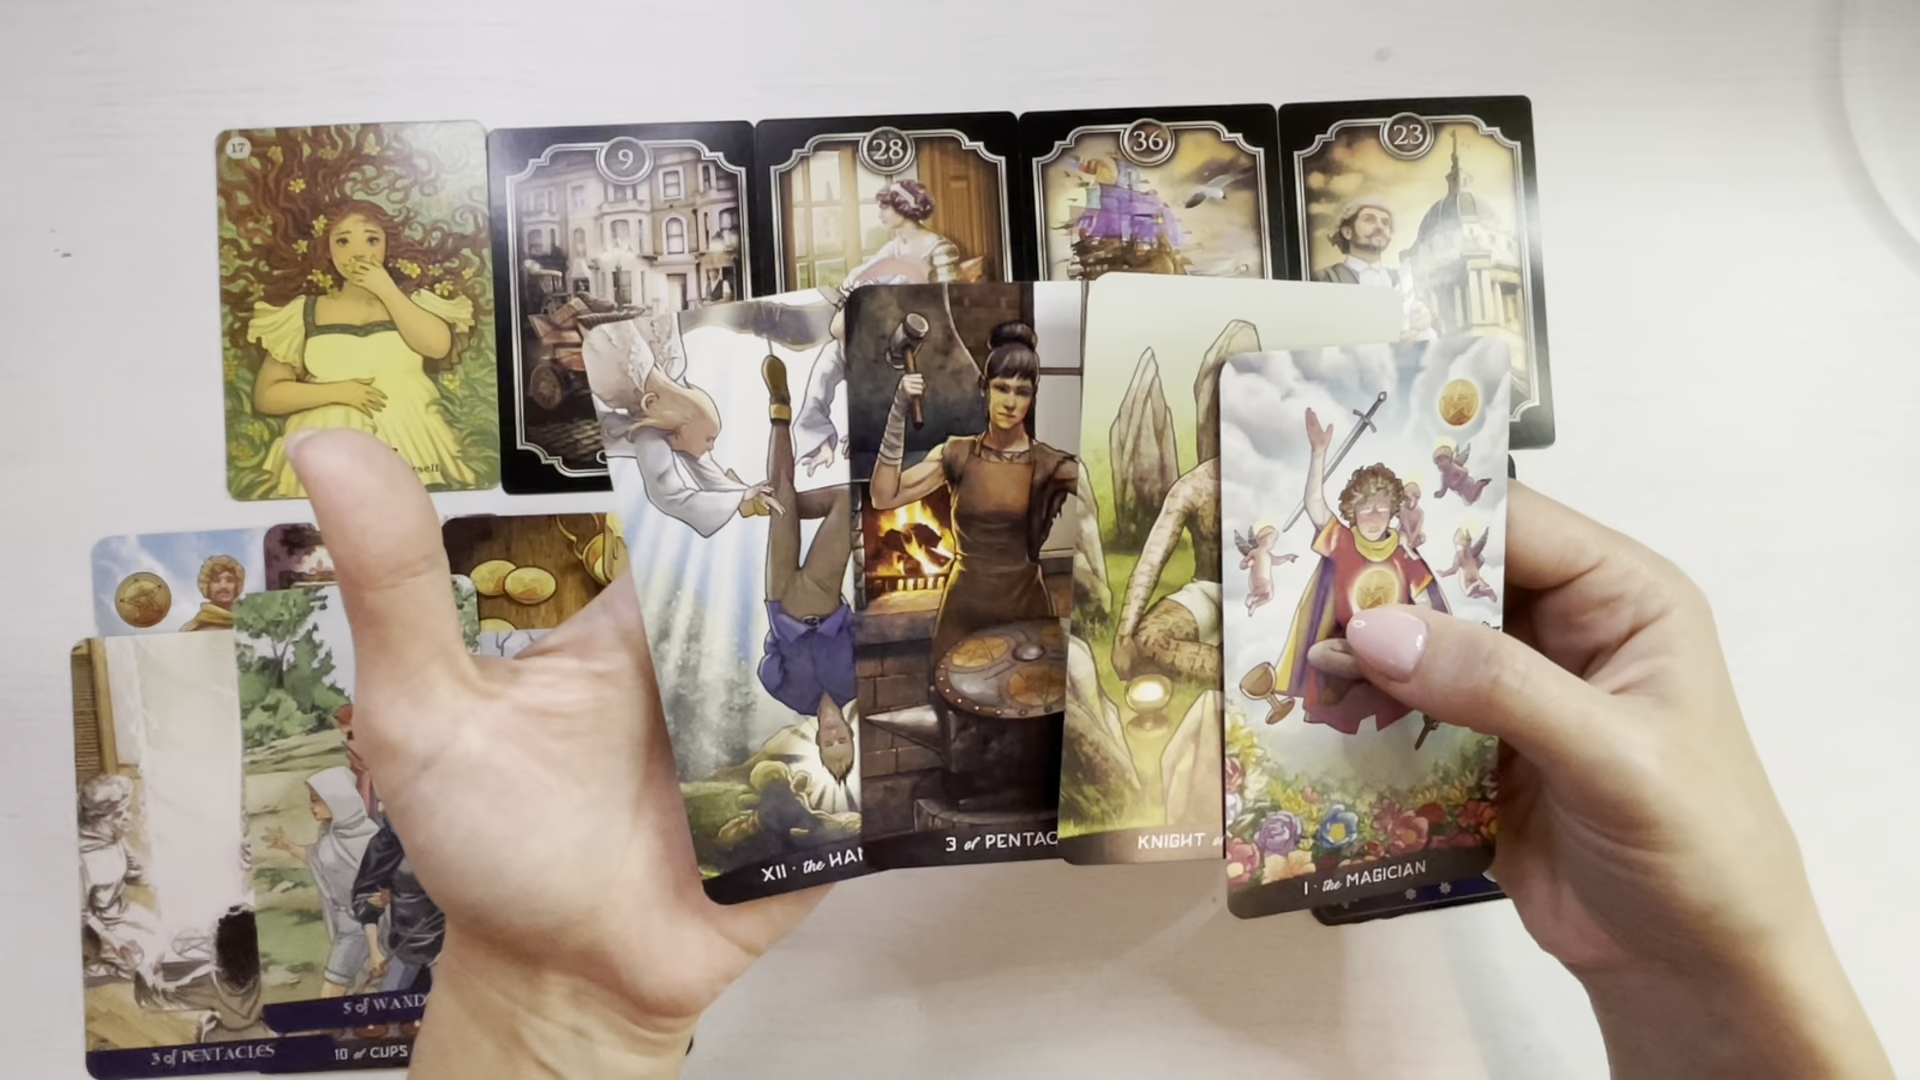 17
9
28
36
23
XII · the HAN
3 of PENTAC
KNIGHT
I · the MAGICIAN
5 of WAND
3 of PENTACLES
10 of CUPS